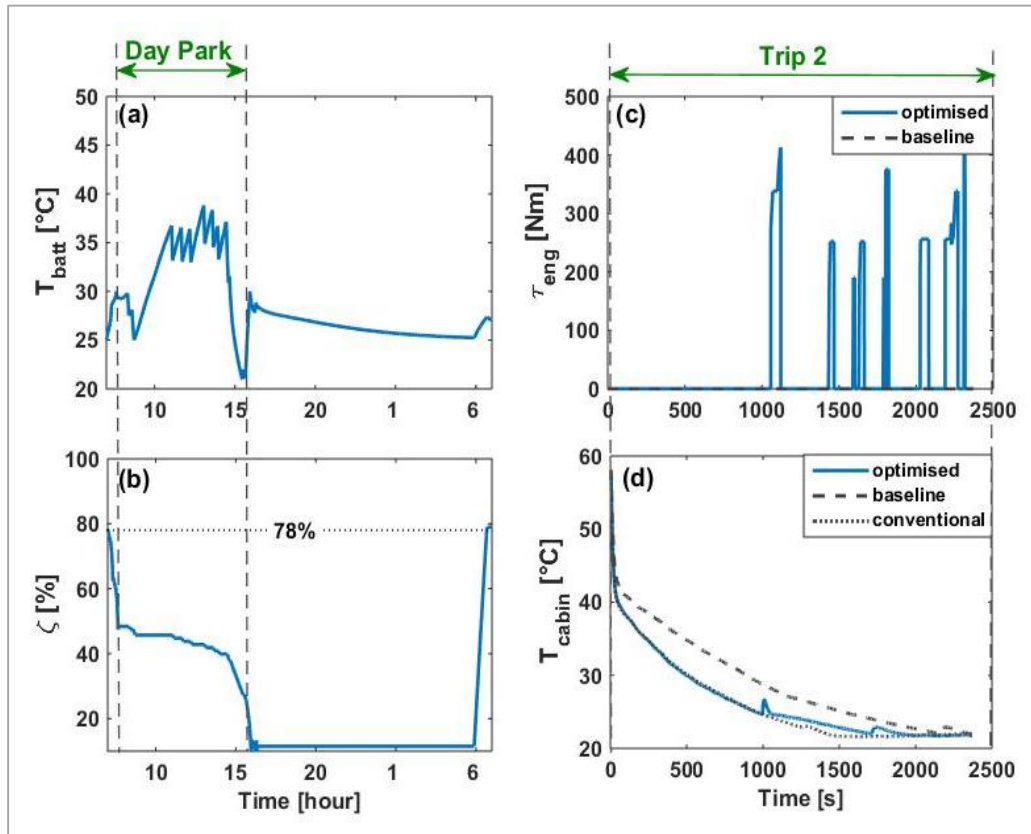 Day Park
Trip 2
(a)
50
45
40
35
30
25
20
T_batt [°C]
10
15
20
1
6
(c)
optimised
baseline
500
400
300
200
100
0
τ_eng [Nm]
0
500
1000
1500
2000
2500
(b)
100
80
60
40
20
ζ [%]
78%
10
15
20
1
6
Time [hour]
(d)
optimised
baseline
conventional
60
50
40
30
20
T_cabin [°C]
0
500
1000
1500
2000
2500
Time [s]